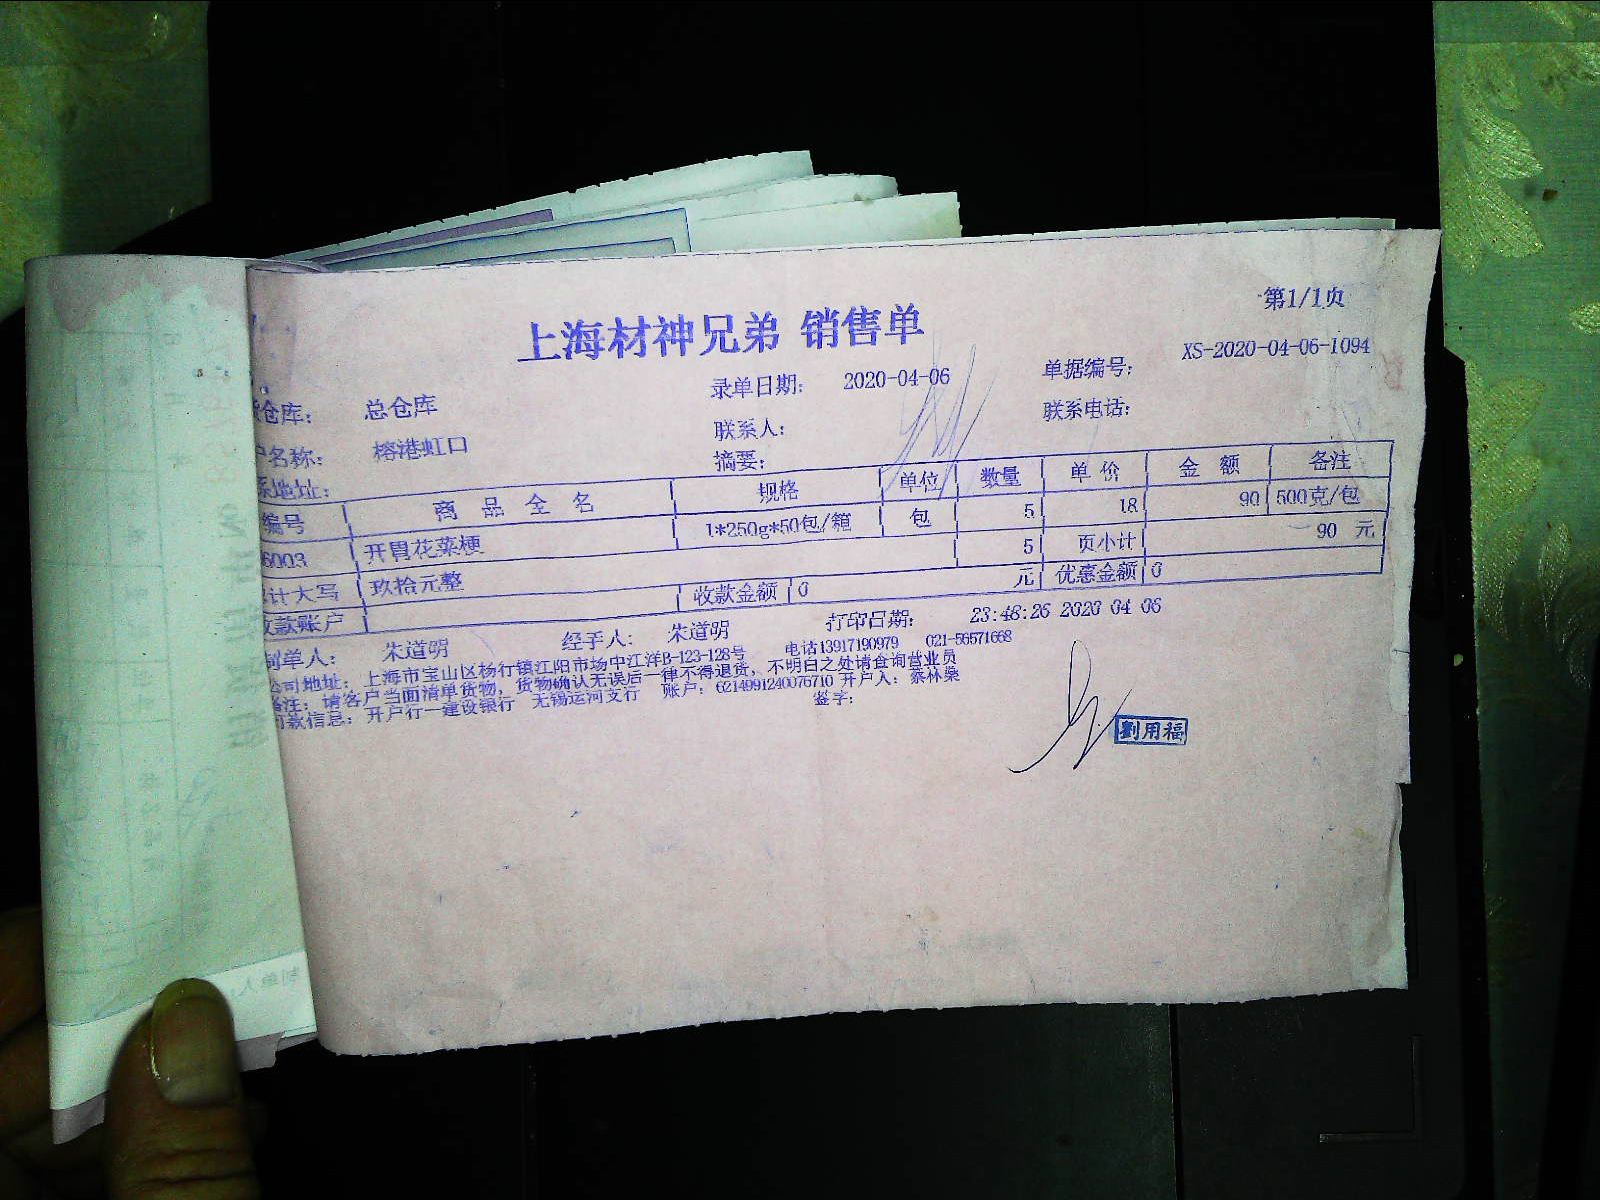 第1/1页
上海材神兄弟 销售单
仓库： 总仓库 录单日期： 2020-04-06 单据编号： XS-2020-04-06-1094
名称： 榕港虹口 联系人： 联系电话：
地址： 摘要：
编号 商品全名 规格 单位 数量 单价 金额 备注
6003 开胃花菜梗 1*250g*50包/箱 包 5 18 90 500克/包
计大写 玖拾元整 5 页小计 90 元
款账户 收款金额 0 元 优惠金额 0
制单人： 朱道明 经手人： 朱道明 打印日期： 23:46:26 2020 04 06
公司地址： 上海市宝山区杨行镇江阳市场中江洋B-123-128号 电话13917190979 021-56571668
备注： 请客户当面清单货物，货物确认无误后一律不得退货，不明白之处请查询营业员
款信息： 开户行一建设银行 无锡运河支行 账户： 6214991240076710 开户人： 蔡林燊
签字：
劉用福